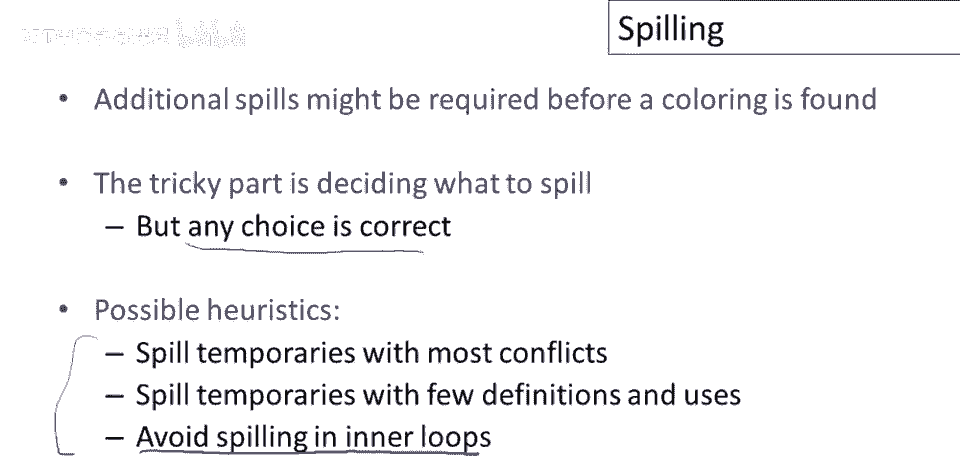 Spilling
• Additional spills might be required before a coloring is found
• The tricky part is deciding what to spill
– But any choice is correct
• Possible heuristics:
– Spill temporaries with most conflicts
– Spill temporaries with few definitions and uses
– Avoid spilling in inner loops